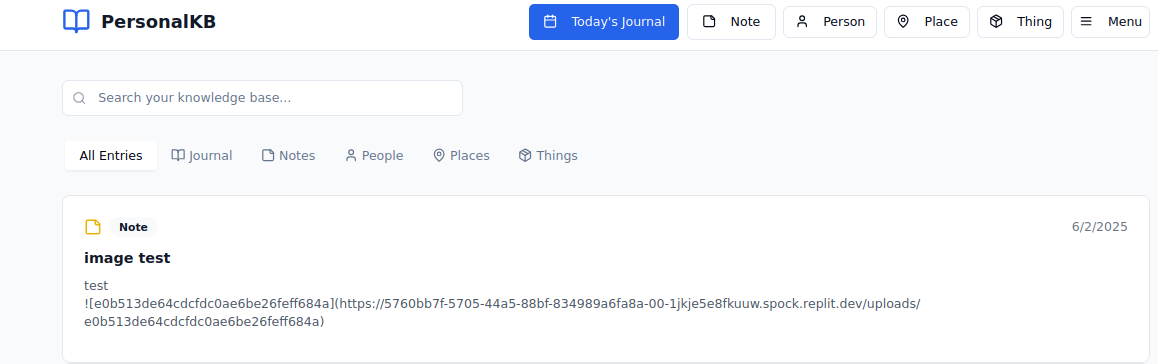 PersonalKB
Today's Journal
Note
Person
Place
Thing
Menu
Search your knowledge base...
All Entries
Journal
Notes
People
Places
Things
Note
6/2/2025
image test
test
![e0b513de64cdcfdc0ae6be26feff684a](https://5760bb7f-5705-44a5-88bf-834989a6fa8a-00-1jkje5e8fkuuw.spock.replit.dev/uploads/
e0b513de64cdcfdc0ae6be26feff684a)